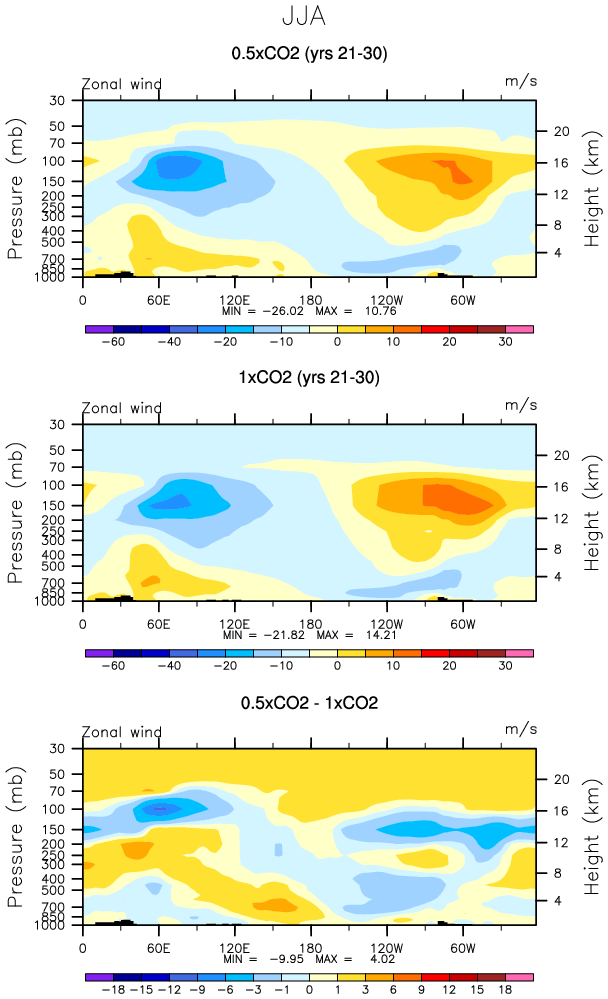 JJA
0.5xCO2 (yrs 21-30)
Zonal wind m/s
Pressure (mb)
30
50
70
100
150
200
250
300
400
500
700
850
1000
20
16
12
8
4
Height (km)
0 60E 120E 180 120W 60W
MIN = −26.02 MAX = 10.76
−60 −40 −20 −10 0 10 20 30
1xCO2 (yrs 21-30)
Zonal wind m/s
Pressure (mb)
30
50
70
100
150
200
250
300
400
500
700
850
1000
20
16
12
8
4
Height (km)
0 60E 120E 180 120W 60W
MIN = −21.82 MAX = 14.21
−60 −40 −20 −10 0 10 20 30
0.5xCO2 - 1xCO2
Zonal wind m/s
Pressure (mb)
30
50
70
100
150
200
250
300
400
500
700
850
1000
20
16
12
8
4
Height (km)
0 60E 120E 180 120W 60W
MIN = −9.95 MAX = 4.02
−18 −15 −12 −9 −6 −3 −1 0 1 3 6 9 12 15 18